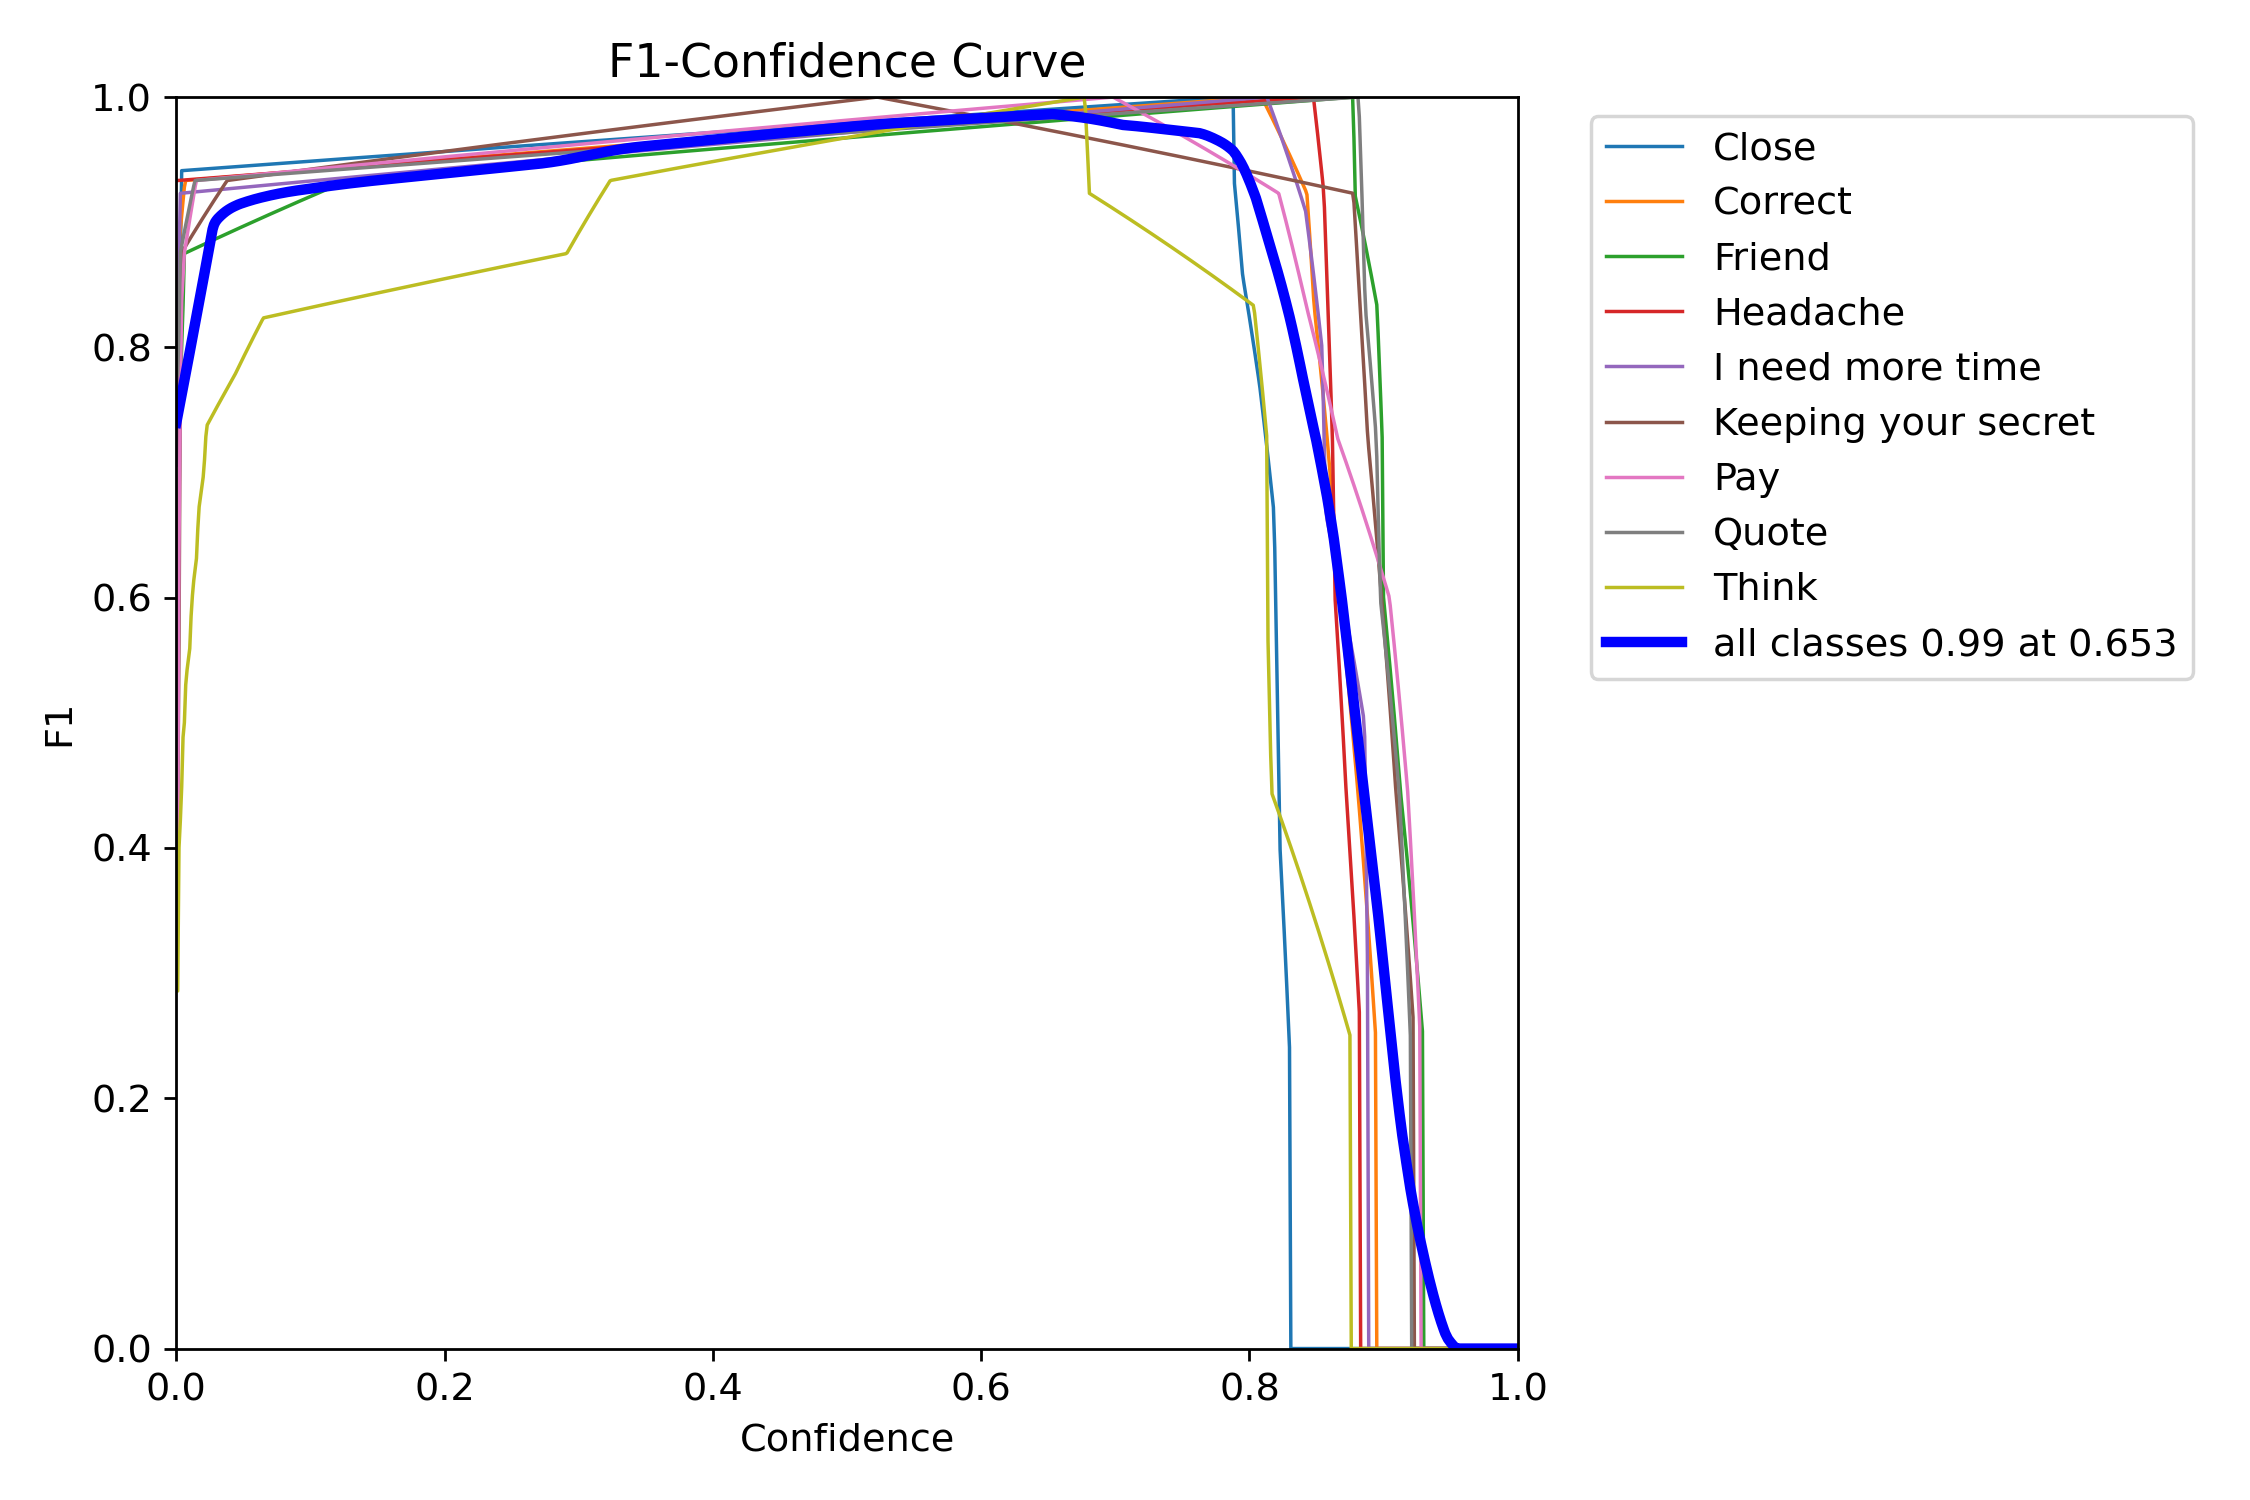 F1-Confidence Curve
1.0
0.8
0.6
0.4
0.2
0.0
F1
0.0 0.2 0.4 0.6 0.8 1.0
Confidence
Close
Correct
Friend
Headache
I need more time
Keeping your secret
Pay
Quote
Think
all classes 0.99 at 0.653